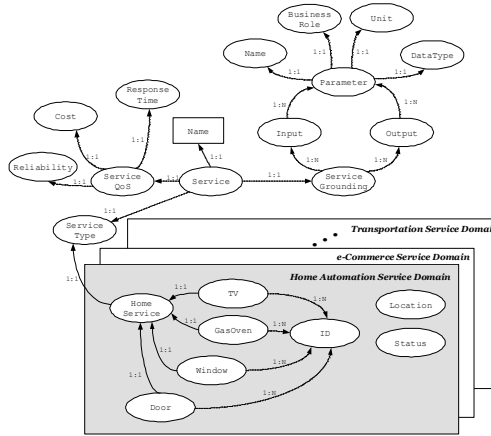 Business
Role
Unit
Name
1:1
1:1
DataType
1:1
1:1
Parameter
Response
Time
1:N
1:N
Cost
Name
Input
Output
1:1
1:1
1:1
1:N
1:N
Reliability
1:1
Service
QoS
1:1
Service
1:1
Service
Grounding
1:1
Service
Type
Transportation Service Domain
e-Commerce Service Domain
Home Automation Service Domain
1:1
TV
1:1
1:N
Home
Service
Location
GasOven
1:N
ID
1:1
1:1
Status
Window
1:N
1:1
1:N
Door